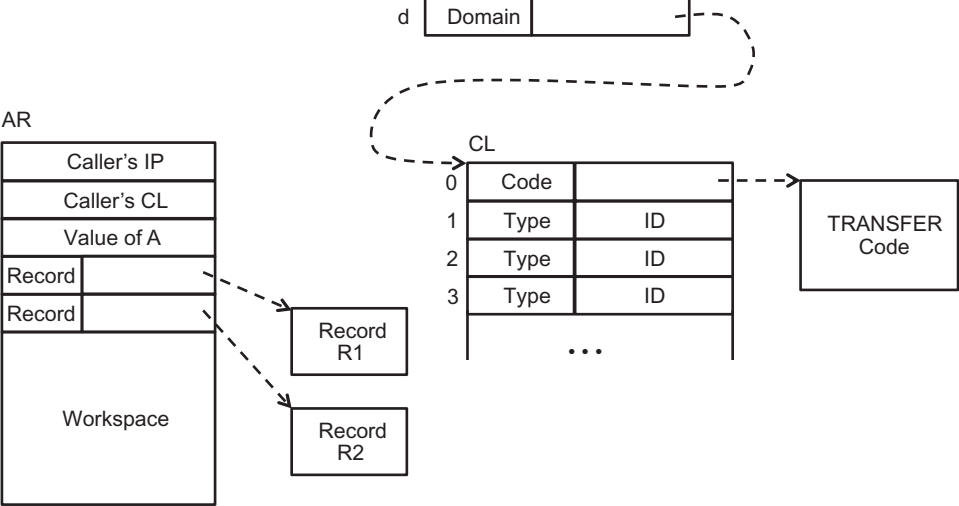 d Domain
AR
Caller's IP
Caller's CL
Value of A
Record
Record
Workspace
Record
R1
Record
R2
CL
0 Code
1 Type ID
2 Type ID
3 Type ID
...
TRANSFER
Code